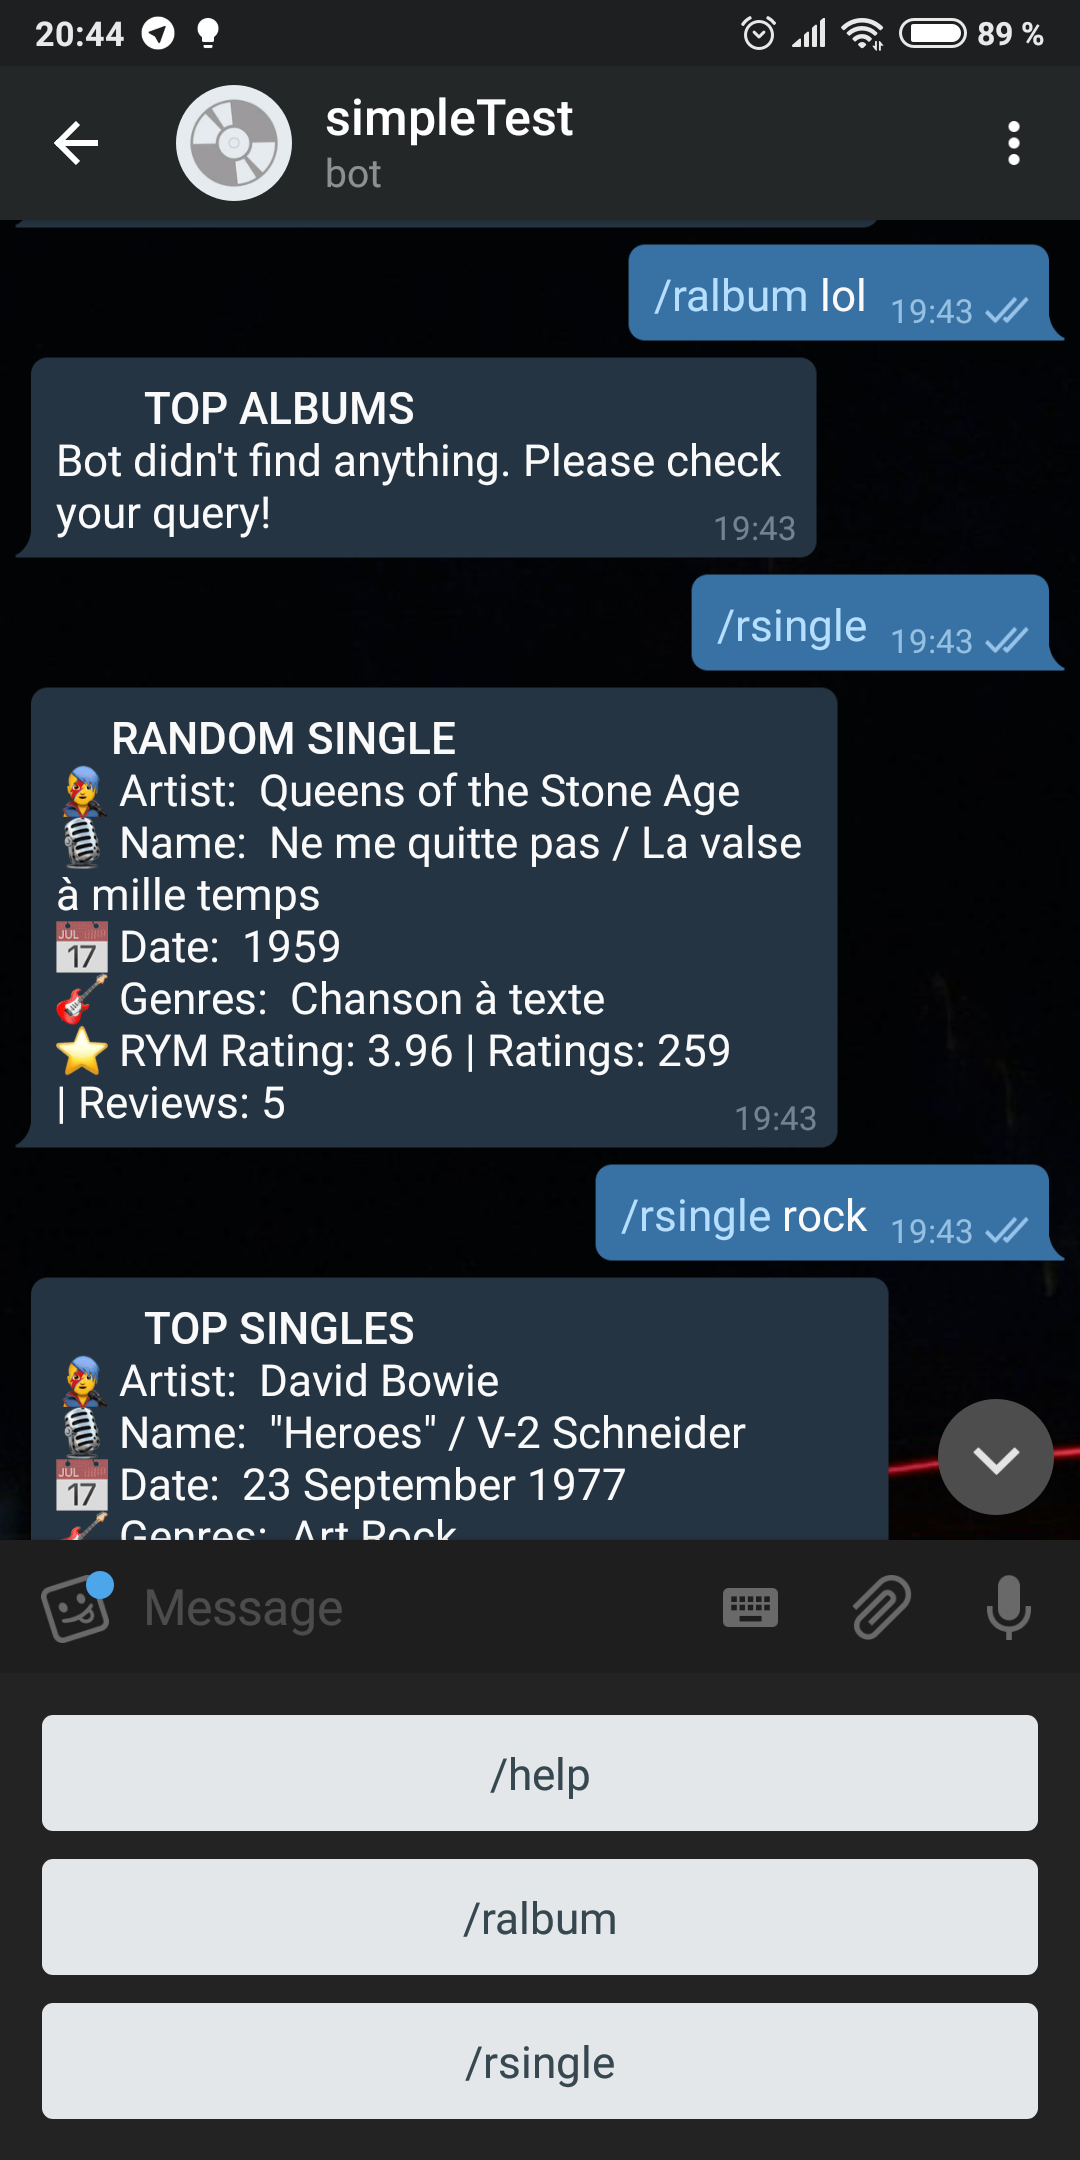 20:44 89 %
simpleTest
bot
/ralbum lol 19:43
TOP ALBUMS
Bot didn't find anything. Please check
your query!
19:43
/rsingle 19:43
RANDOM SINGLE
Artist: Queens of the Stone Age
Name: Ne me quitte pas / La valse
à mille temps
JUL 17 Date: 1959
Genres: Chanson à texte
RYM Rating: 3.96 | Ratings: 259
| Reviews: 5
19:43
/rsingle rock 19:43
TOP SINGLES
Artist: David Bowie
Name: "Heroes" / V-2 Schneider
JUL 17 Date: 23 September 1977
Genres: Art Rock
Message
/help
/ralbum
/rsingle